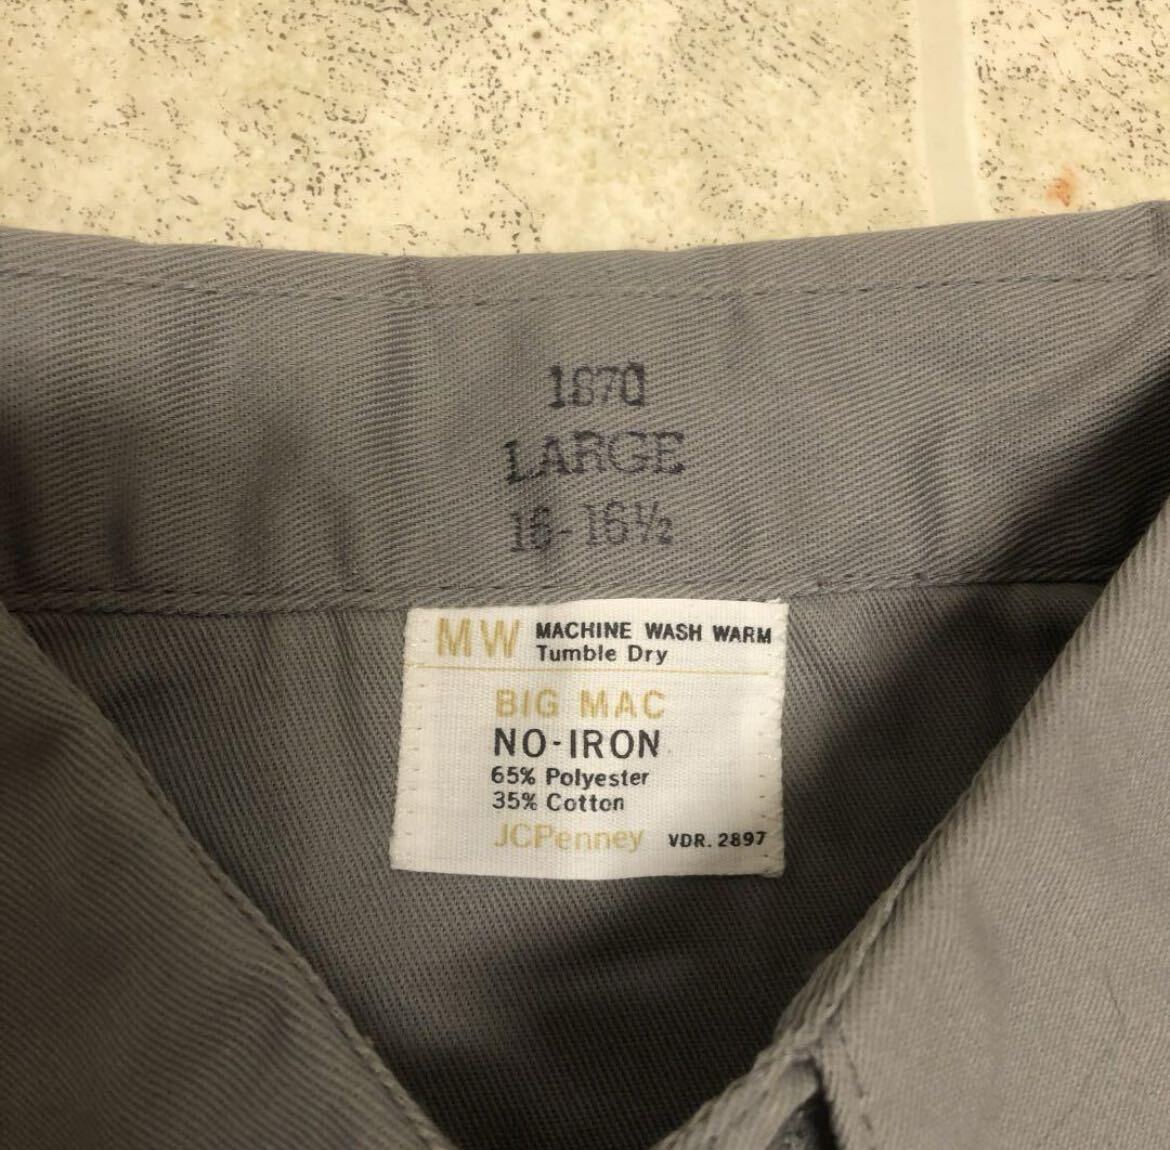 1870
LARGE
16-16½
MW MACHINE WASH WARM
Tumble Dry
BIG MAC
NO-IRON
65% Polyester
35% Cotton
JCPenney VDR. 2897